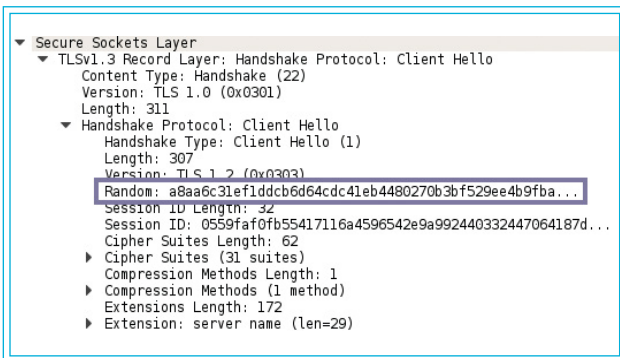 Secure Sockets Layer
TLSv1.3 Record Layer: Handshake Protocol: Client Hello
Content Type: Handshake (22)
Version: TLS 1.0 (0x0301)
Length: 311
Handshake Protocol: Client Hello
Handshake Type: Client Hello (1)
Length: 307
Version: TLS 1.2 (0x0303)
Random: a8aa6c31ef1ddcb6d64cdc41eb4480270b3bf529ee4b9fba...
Session ID Length: 32
Session ID: 0559faf0fb55417116a4596542e9a992440332447064187d...
Cipher Suites Length: 62
Cipher Suites (31 suites)
Compression Methods Length: 1
Compression Methods (1 method)
Extensions Length: 172
Extension: server name (len=29)